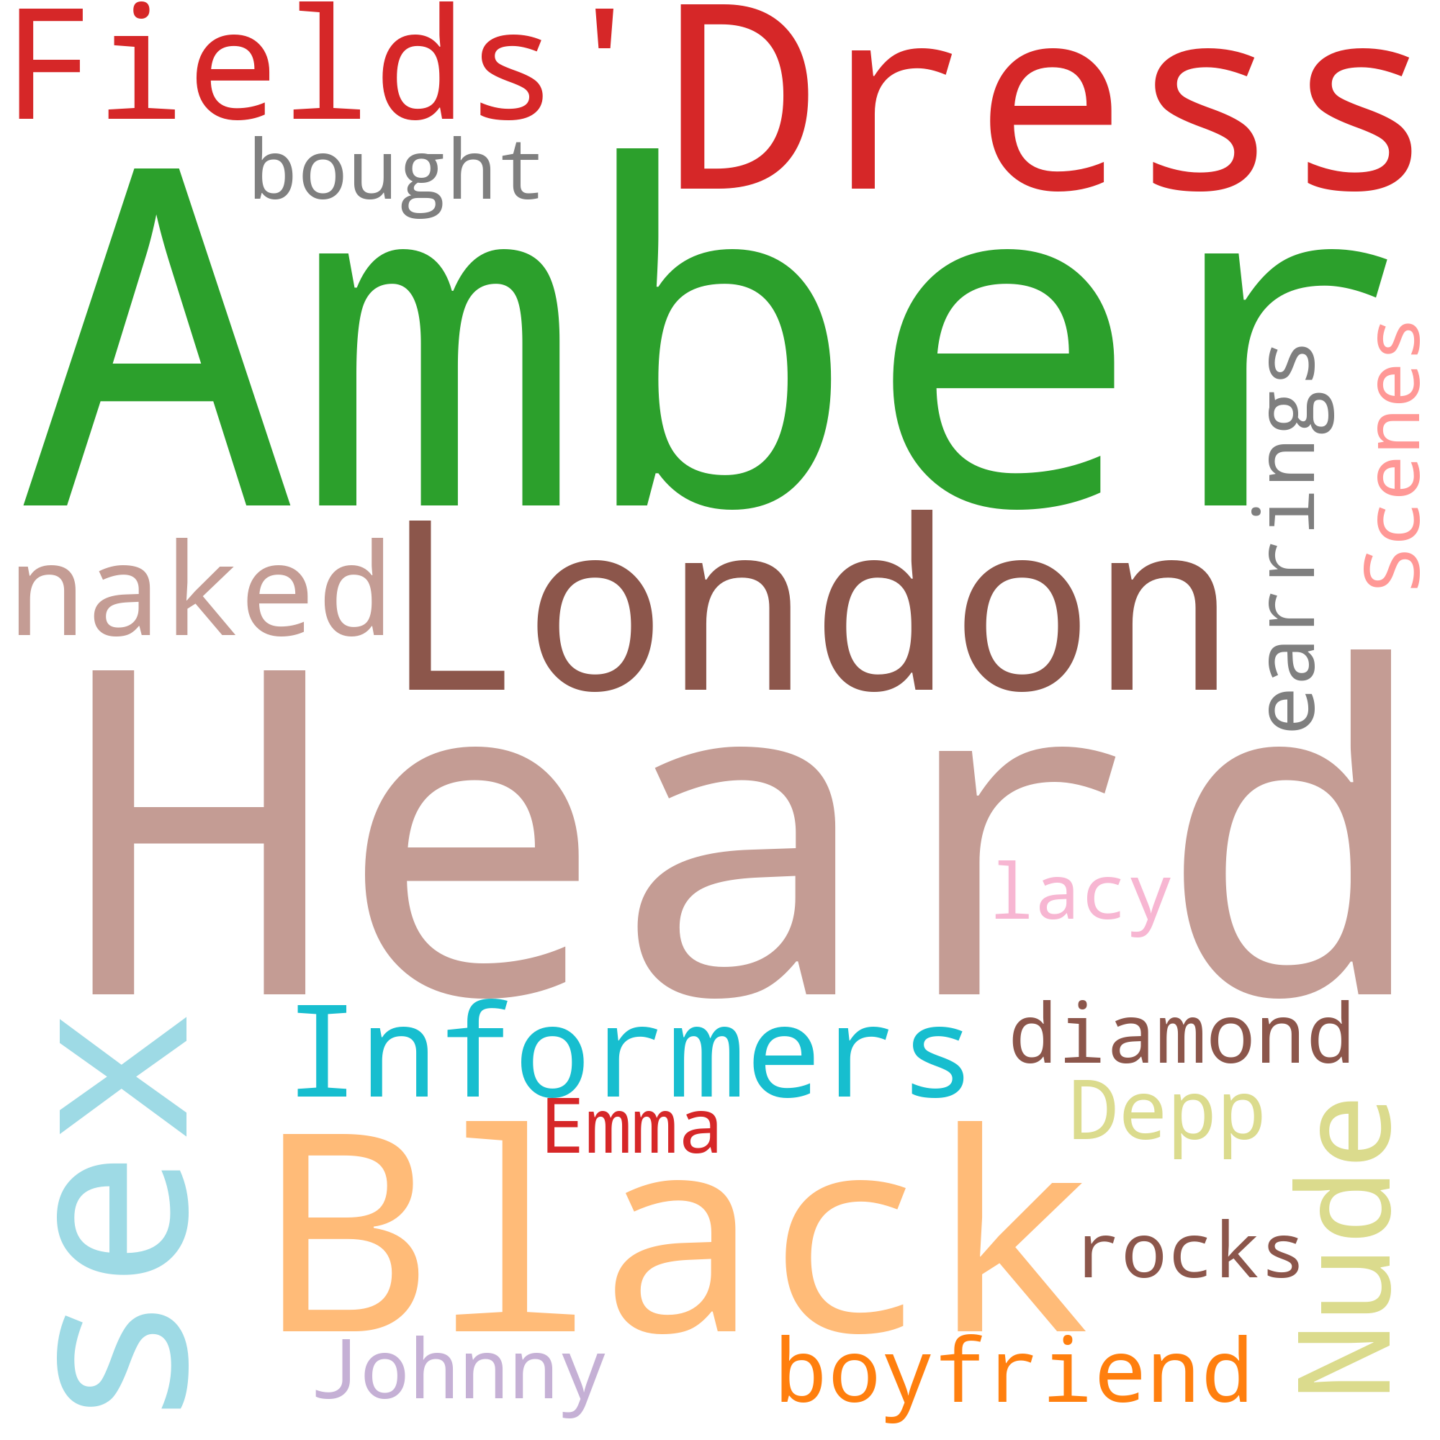 Fields' Dress
bought
Amber
earrings
Scenes
naked London
Heard
lacy
sex
Informers
diamond
Emma
Depp
Nude
Black
rocks
Johnny
boyfriend